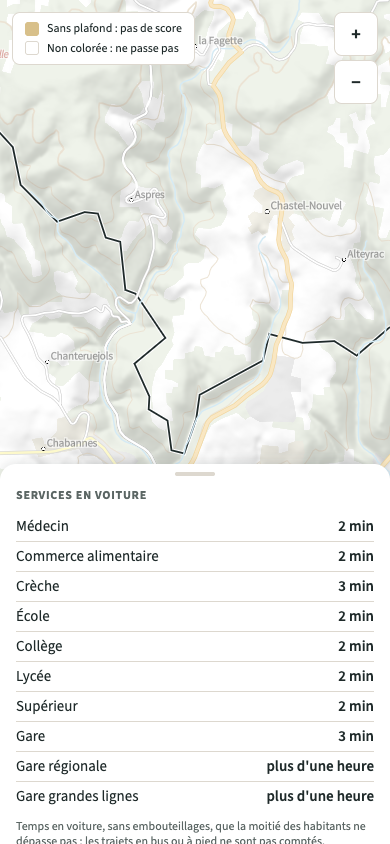 Sans plafond : pas de score
Non colorée : ne passe pas
+
−
la Fagette
Aspres
Chastel-Nouvel
Alteyrac
Chanteruejols
Chabannes
SERVICES EN VOITURE
Médecin 2 min
Commerce alimentaire 2 min
Crèche 3 min
École 2 min
Collège 2 min
Lycée 2 min
Supérieur 2 min
Gare 3 min
Gare régionale plus d'une heure
Gare grandes lignes plus d'une heure
Temps en voiture, sans embouteillages, que la moitié des habitants ne
dépasse pas : les trajets en bus ou à pied ne sont pas comptés.